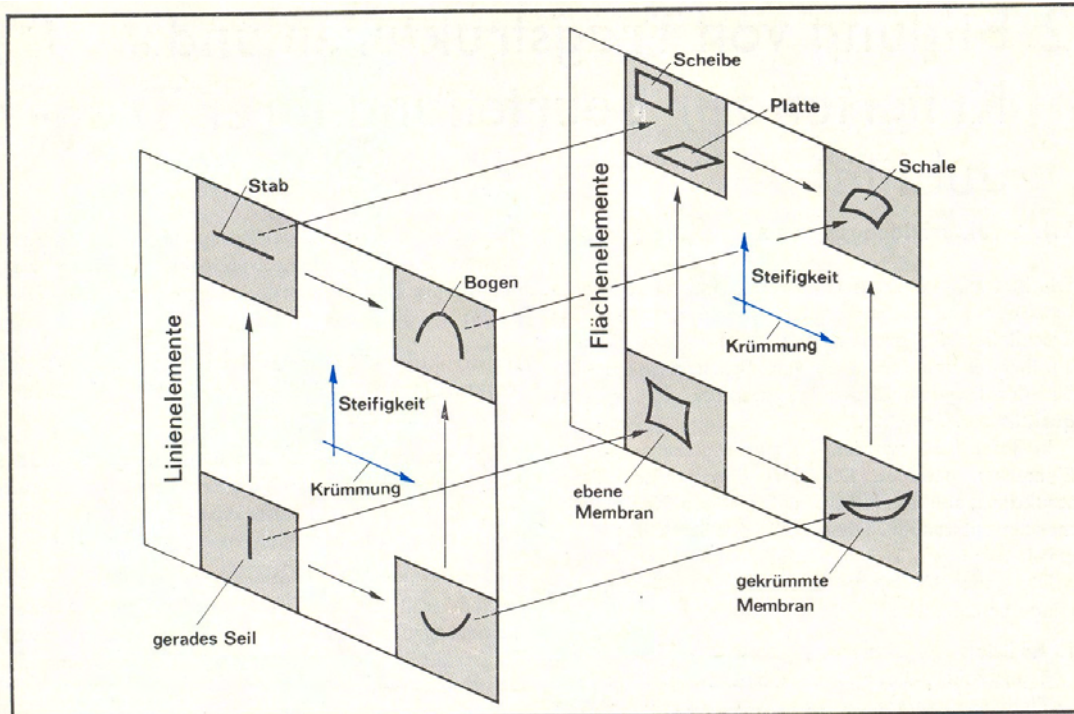 Linienelemente
Stab
Bogen
Steifigkeit
Krümmung
gerades Seil
Flächenelemente
Scheibe
Platte
Schale
Steifigkeit
Krümmung
ebene
Membran
gekrümmte
Membran